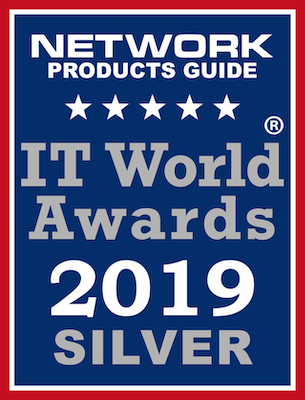 NETWORK
PRODUCTS GUIDE
®
IT World
Awards
2019
SILVER